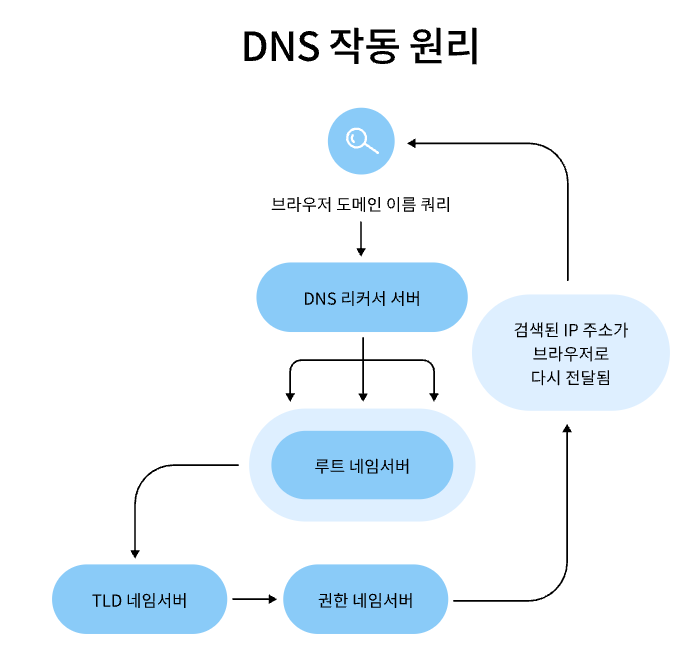 DNS 작동 원리
브라우저 도메인 이름 쿼리
DNS 리커서 서버
검색된 IP 주소가
브라우저로
다시 전달됨
루트 네임서버
TLD 네임서버
권한 네임서버